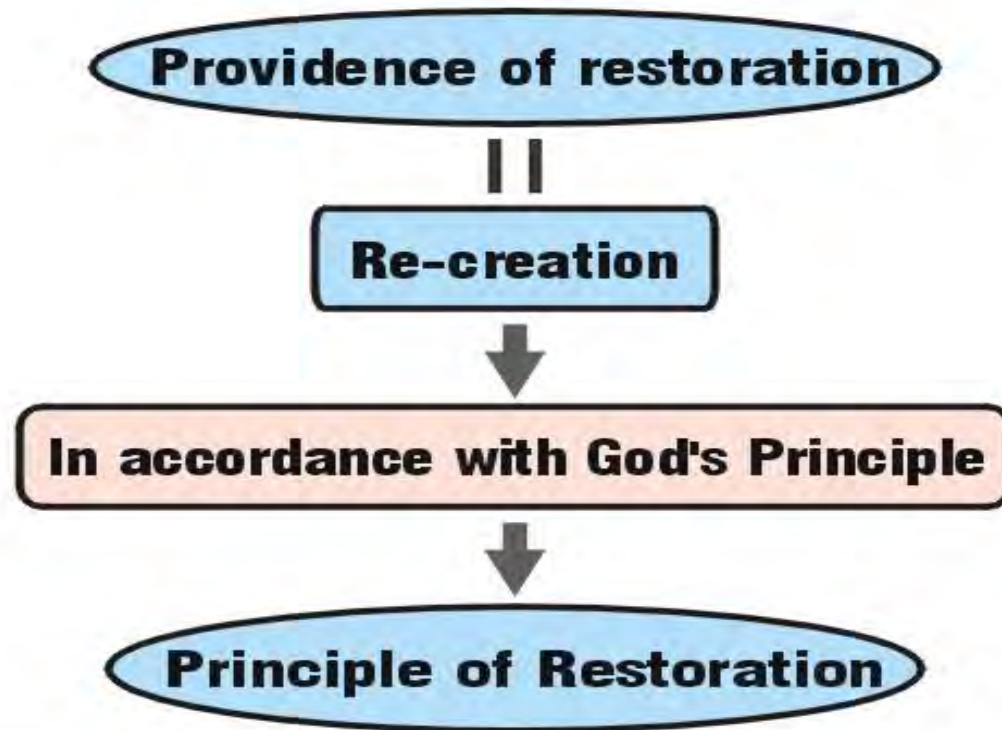 Providence of restoration
Re-creation
In accordance with God's Principle
Principle of Restoration